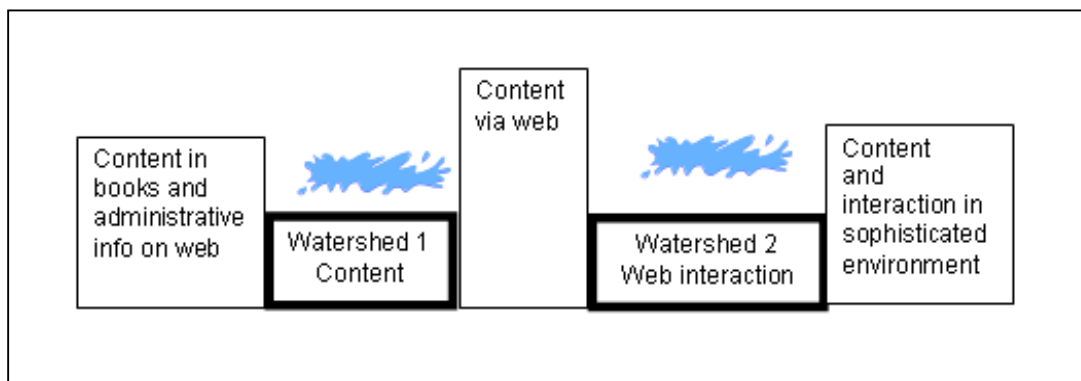 Content in
books and
administrative
info on web
Watershed 1
Content
Content
via web
Watershed 2
Web interaction
Content
and
interaction in
sophisticated
environment